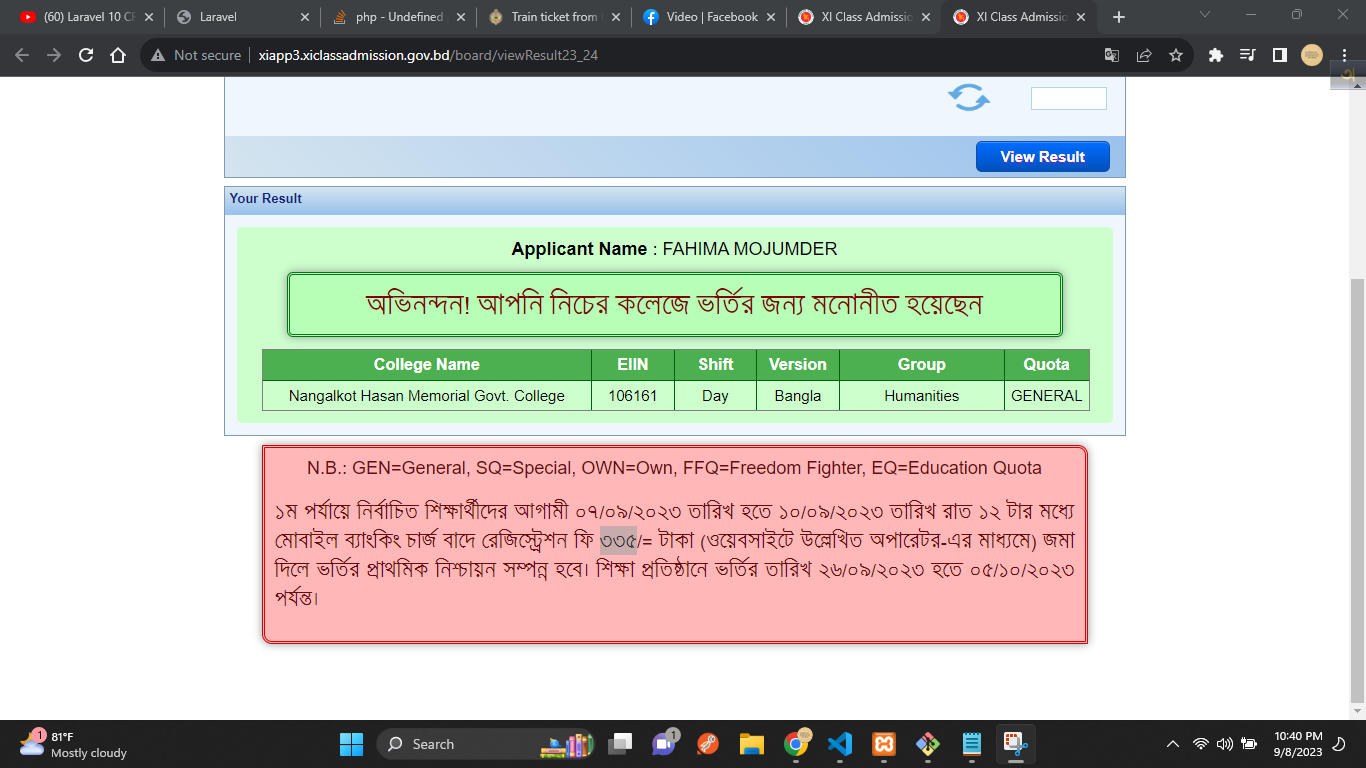 (60) Laravel 10 C
Laravel
php - Undefined
Train ticket from
Video | Facebook
XI Class Admissio
XI Class Admissio
Not secure
xiapp3.xiclassadmission.gov.bd/board/viewResult23_24
View Result
Your Result
Applicant Name : FAHIMA MOJUMDER
অভিনন্দন! আপনি নিচের কলেজে ভর্তির জন্য মনোনীত হয়েছেন
College Name EIIN Shift Version Group Quota
Nangalkot Hasan Memorial Govt. College 106161 Day Bangla Humanities GENERAL
N.B.: GEN=General, SQ=Special, OWN=Own, FFQ=Freedom Fighter, EQ=Education Quota
১ম পর্যায়ে নির্বাচিত শিক্ষার্থীদের আগামী ০৭/০৯/২০২৩ তারিখ হতে ১০/০৯/২০২৩ তারিখ রাত ১২ টার মধ্যে
মোবাইল ব্যাংকিং চার্জ বাদে রেজিস্ট্রেশন ফি ৩৩৫/= টাকা (ওয়েবসাইটে উল্লেখিত অপারেটর-এর মাধ্যমে) জমা
দিলে ভর্তির প্রাথমিক নিশ্চায়ন সম্পন্ন হবে। শিক্ষা প্রতিষ্ঠানে ভর্তির তারিখ ২৬/০৯/২০২৩ হতে ০৫/১০/২০২৩
পর্যন্ত।
1
81°F
Mostly cloudy
Search
1
10:40 PM
9/8/2023